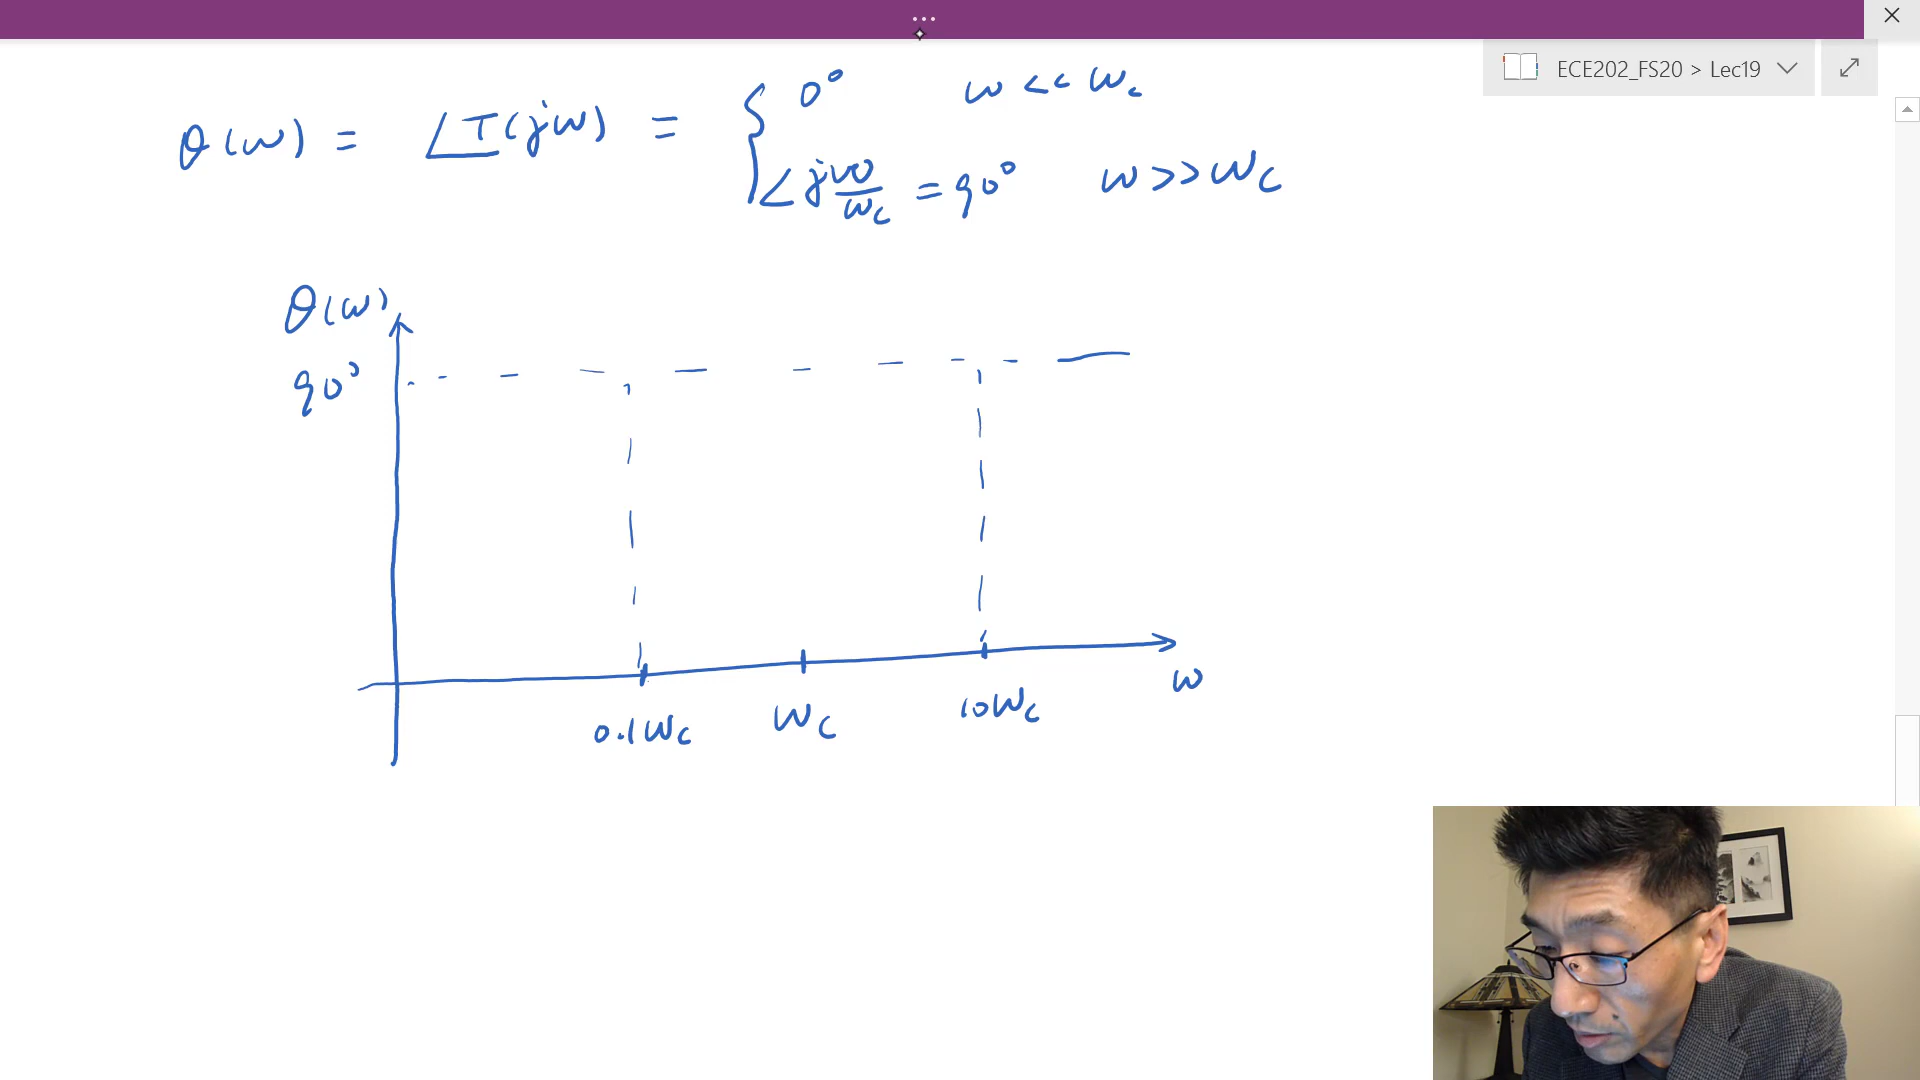 ECE202_FS20 > Lec19
θ(ω) = ∠T(jω) = { 0° ω << ωc
∠jω/ωc = 90° ω >> ωc
θ(ω)
90°
0.1ωc ωc 10ωc ω